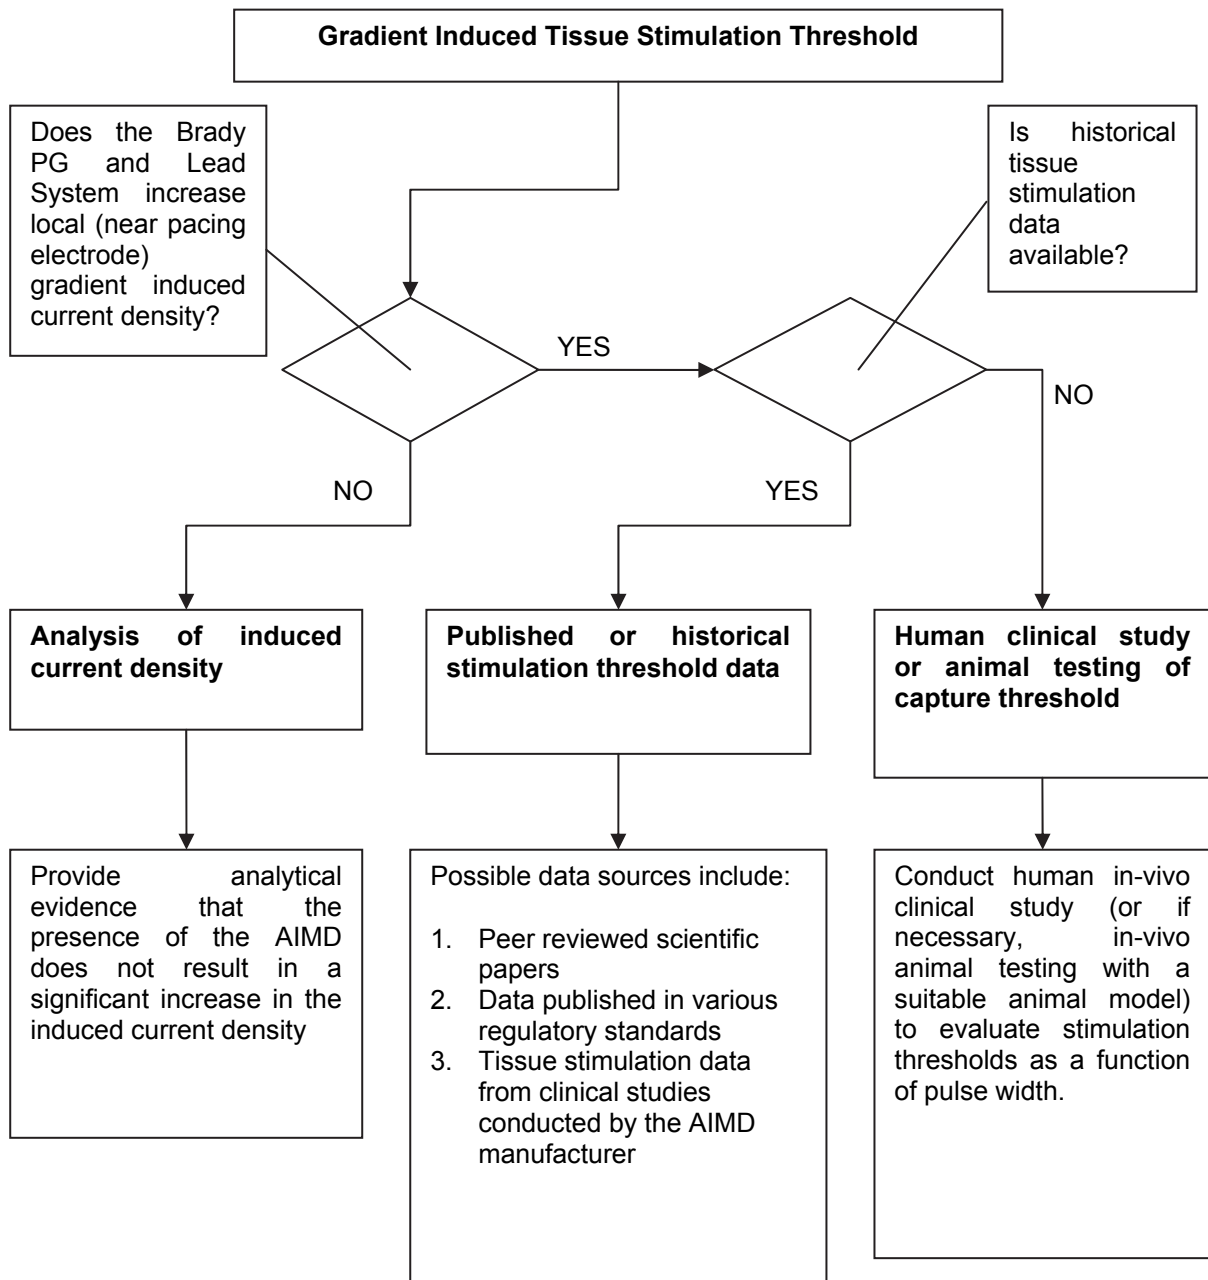 Gradient Induced Tissue Stimulation Threshold
Does the Brady
PG and Lead
System increase
local (near pacing
electrode)
gradient induced
current density?
Is historical
tissue
stimulation
data
available?
YES
NO
NO
YES
Analysis of induced
current density
Published or historical
stimulation threshold data
Human clinical study
or animal testing of
capture threshold
Provide analytical
evidence that the
presence of the AIMD
does not result in a
significant increase in the
induced current density
Possible data sources include:
1. Peer reviewed scientific
papers
2. Data published in various
regulatory standards
3. Tissue stimulation data
from clinical studies
conducted by the AIMD
manufacturer
Conduct human in-vivo
clinical study (or if
necessary, in-vivo
animal testing with a
suitable animal model)
to evaluate stimulation
thresholds as a function
of pulse width.